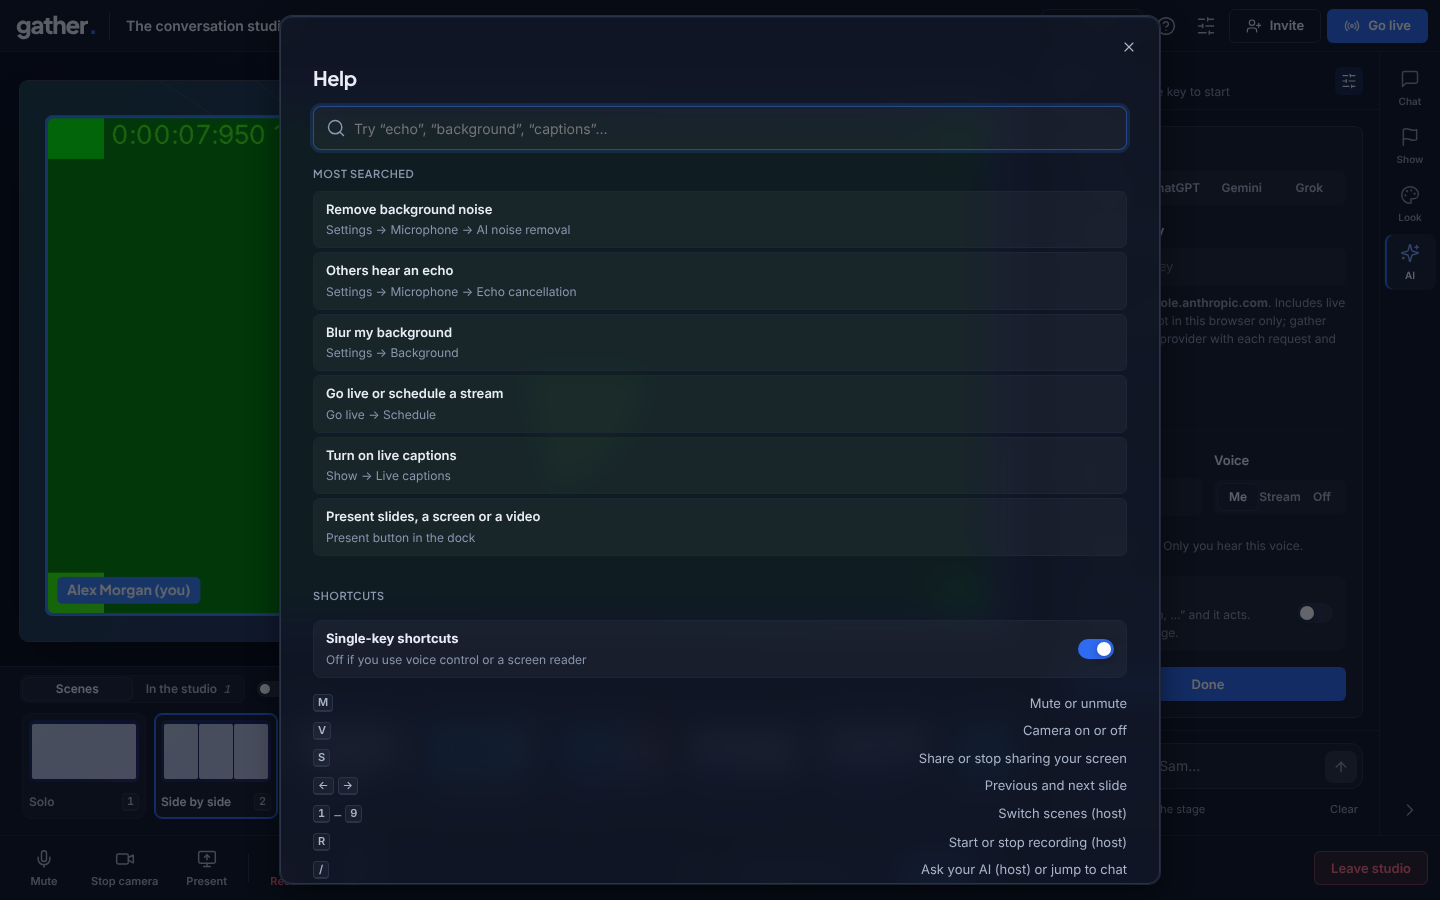 gather.
The conversation studi
Invite
Go live
Help
Try “echo”, “background”, “captions”...
MOST SEARCHED
Remove background noise
Settings → Microphone → AI noise removal
Others hear an echo
Settings → Microphone → Echo cancellation
Blur my background
Settings → Background
Go live or schedule a stream
Go live → Schedule
Turn on live captions
Show → Live captions
Present slides, a screen or a video
Present button in the dock
SHORTCUTS
Single-key shortcuts
Off if you use voice control or a screen reader
M Mute or unmute
V Camera on or off
S Share or stop sharing your screen
← → Previous and next slide
1 – 9 Switch scenes (host)
R Start or stop recording (host)
/ Ask your AI (host) or jump to chat
0:00:07:950
Alex Morgan (you)
Scenes
In the studio 1
Solo 1
Side by side 2
Mute
Stop camera
Present
key to start
Gemini
Grok
ole.anthropic.com. Includes live
in this browser only; gather
provider with each request and
Voice
Me
Stream
Off
Only you hear this voice.
...” and it acts.
Done
Sam...
he stage
Clear
Leave studio
Chat
Show
Look
AI